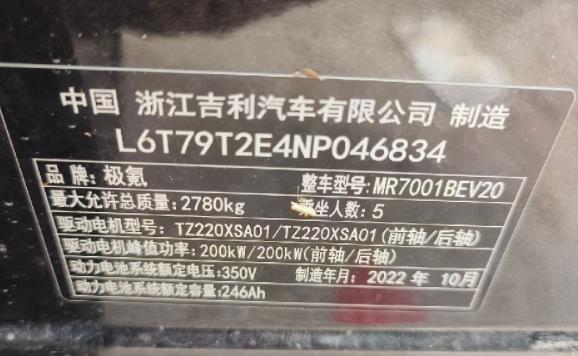 中国 浙江吉利汽车有限公司 制造
L6T79T2E4NP046834
品 牌: 极氪 整车型号: MR7001BEV20
最大允许总质量: 2780kg 乘坐人数: 5
驱动电机型号: TZ220XSA01/TZ220XSA01(前轴/后轴)
驱动电机峰值功率: 200kW/200kW(前轴/后轴)
动力电池系统额定电压: 350V 制造年月: 2022 年 10月
动力电池系统额定容量: 246Ah